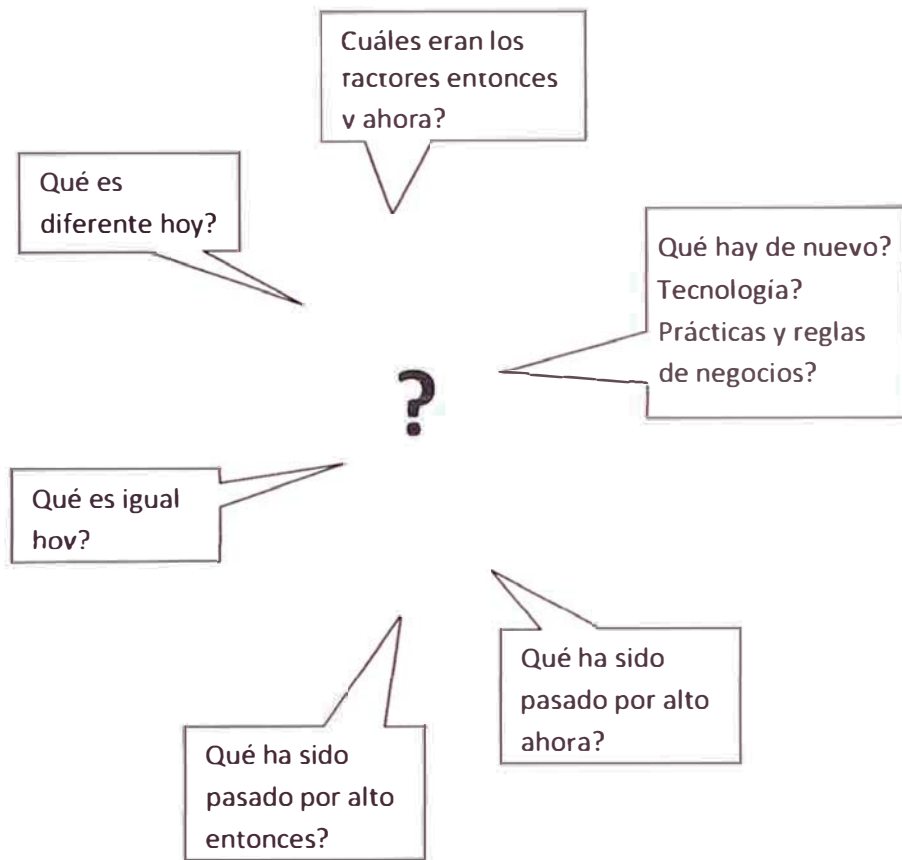 Cuáles eran los
ractores entonces
v ahora?
Qué es
diferente hoy?
Qué hay de nuevo?
Tecnología?
Prácticas y reglas
de negocios?
?
Qué es igual
hov?
Qué ha sido
pasado por alto
ahora?
Qué ha sido
pasado por alto
entonces?